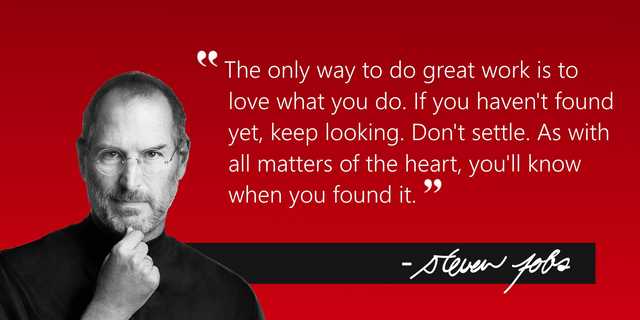 “ The only way to do great work is to
love what you do. If you haven't found
yet, keep looking. Don't settle. As with
all matters of the heart, you'll know
when you found it. ”
- steven jobs